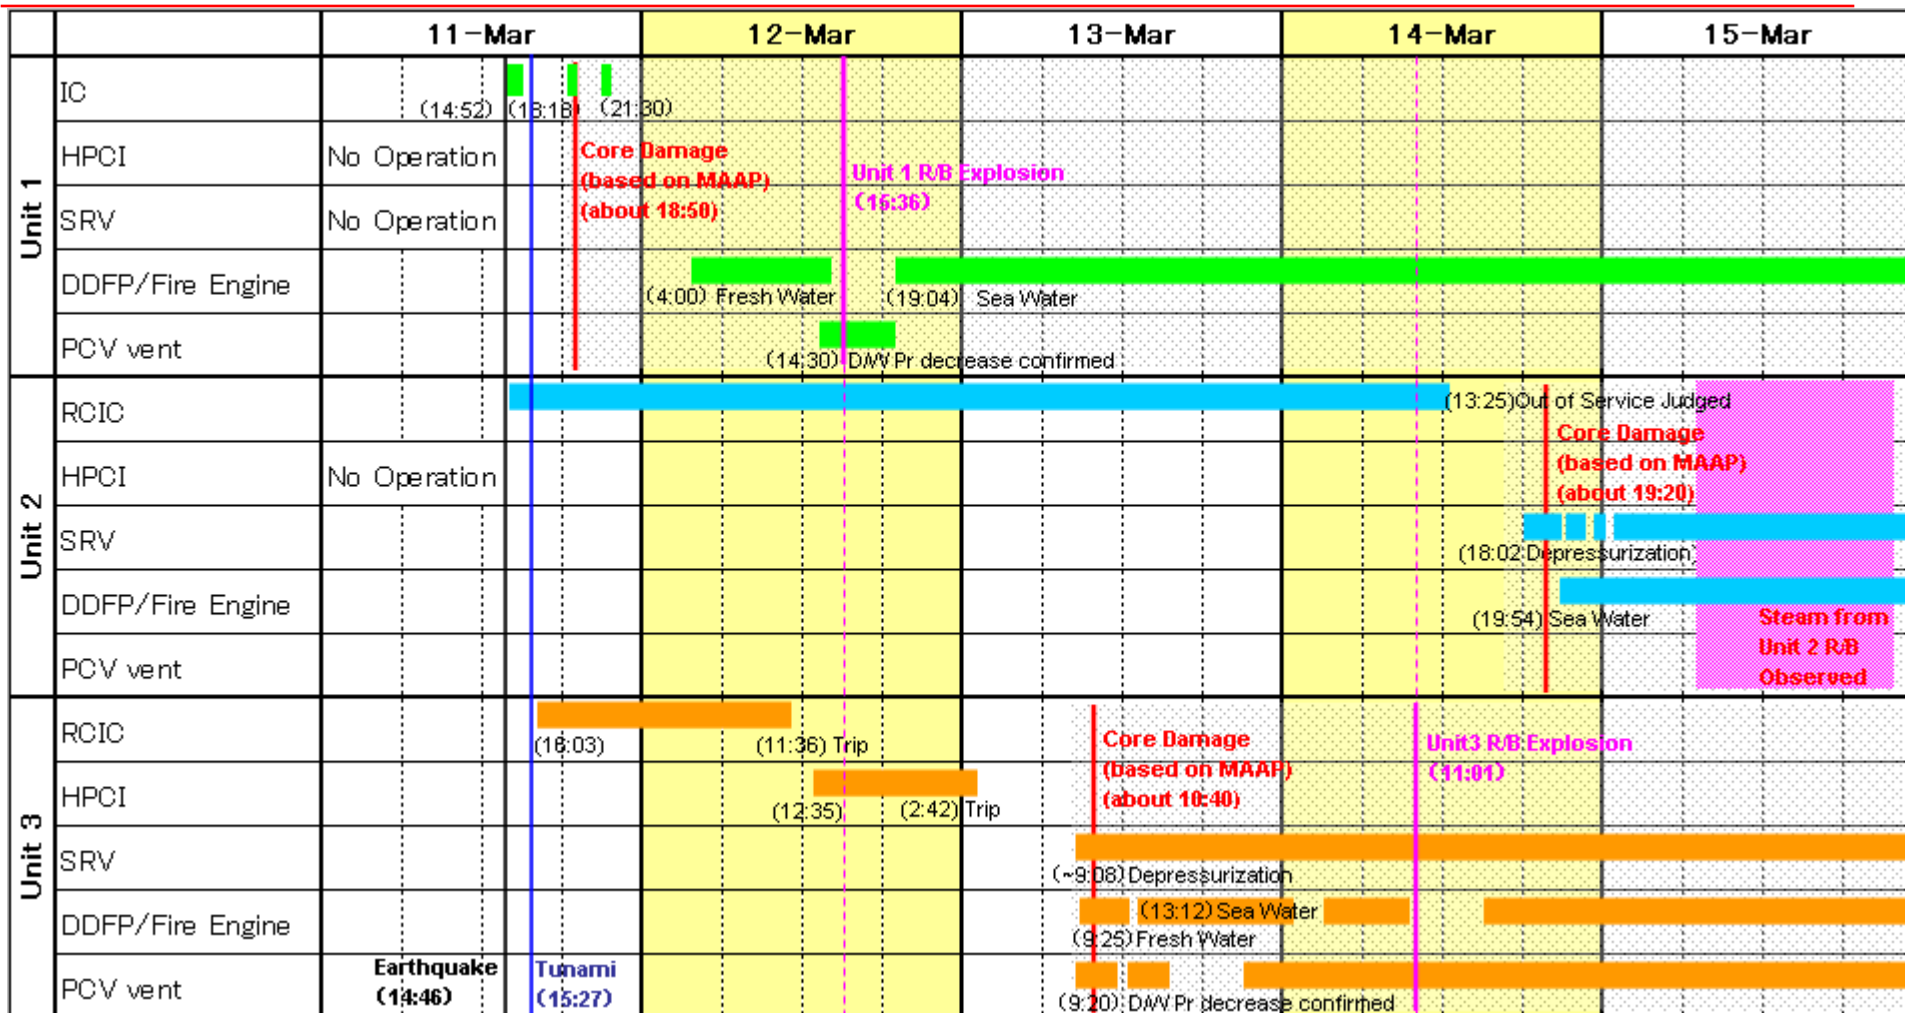 11-Mar 12-Mar 13-Mar 14-Mar 15-Mar
Unit 1
IC
(14:52) (18:18) (21:30)
HPCI No Operation
Core Damage
(based on MAAP)
(about 18:50)
Unit 1 R/B Explosion
(15:36)
SRV No Operation
DDFP/Fire Engine
(4:00) Fresh Water (19:04) Sea Water
PCV vent
(14:30) D/W Pr decrease confirmed
Unit 2
RCIC
(13:25)Out of Service Judged
Core Damage
(based on MAAP)
(about 19:20)
HPCI No Operation
SRV
(18:02:Depressurization)
DDFP/Fire Engine
(19:54) Sea Water
Steam from
Unit 2 R/B
Observed
PCV vent
Unit 3
RCIC
(16:03) (11:36) Trip
Core Damage
(based on MAAP)
(about 10:40)
Unit3 R/B Explosion
(11:01)
HPCI
(12:35) (2:42) Trip
SRV
(~9:08) Depressurization
DDFP/Fire Engine
(13:12) Sea Water
(9:25) Fresh Water
PCV vent
(9:20) D/W Pr decrease confirmed
Earthquake
(14:46)
Tunami
(15:27)